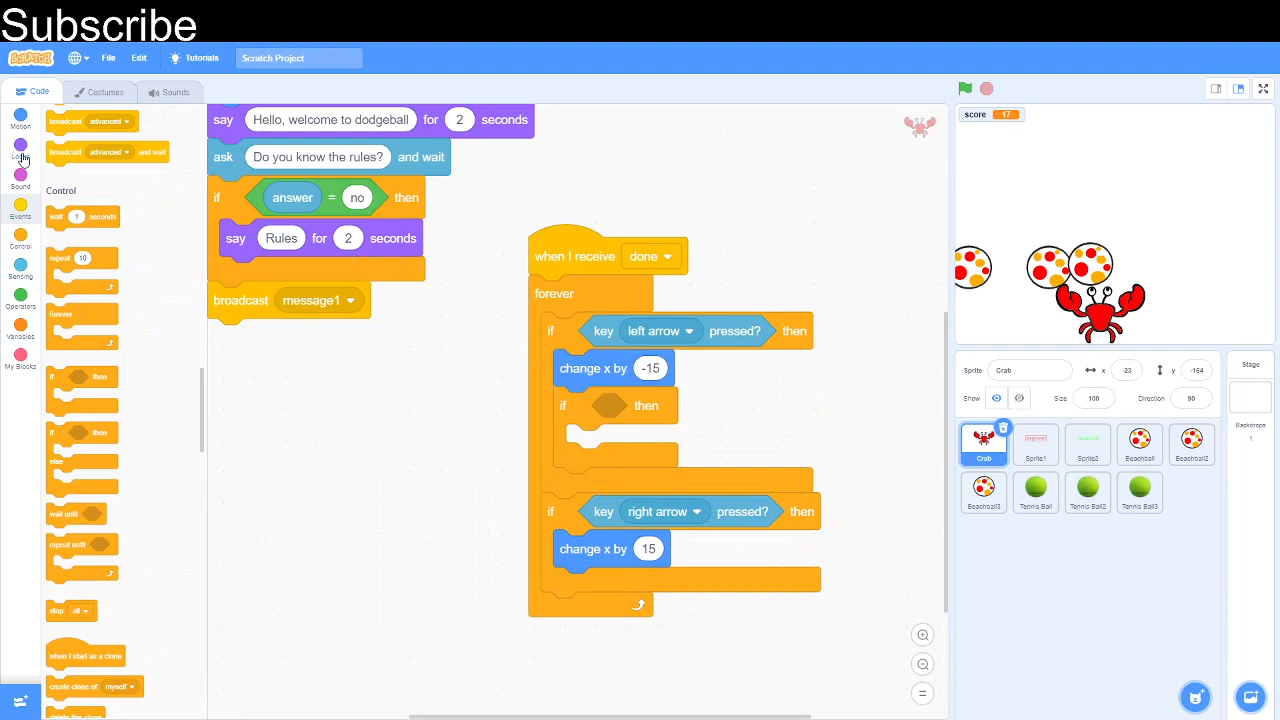 Subscribe
SCRATCH
File
Edit
Tutorials
Scratch Project
Code
Costumes
Sounds
score 17
Motion
Looks
Sound
Events
Control
Sensing
Operators
Variables
My Blocks
broadcast advanced
broadcast advanced and wait
Control
wait 1 seconds
repeat 10
forever
if then
if then
else
wait until
repeat until
stop all
when I start as a clone
create clone of myself
say Hello, welcome to dodgeball for 2 seconds
ask Do you know the rules? and wait
if answer = no then
say Rules for 2 seconds
broadcast message1
when I receive done
forever
if key left arrow pressed? then
change x by -15
if then
if key right arrow pressed? then
change x by 15
Sprite Crab x -23 y -164
Show Size 100 Direction 90
Crab
Sprite1
Sprite2
Beachball
Beachball2
Beachball3
Tennis Ball
Tennis Ball2
Tennis Ball3
Stage
Backdrops
1